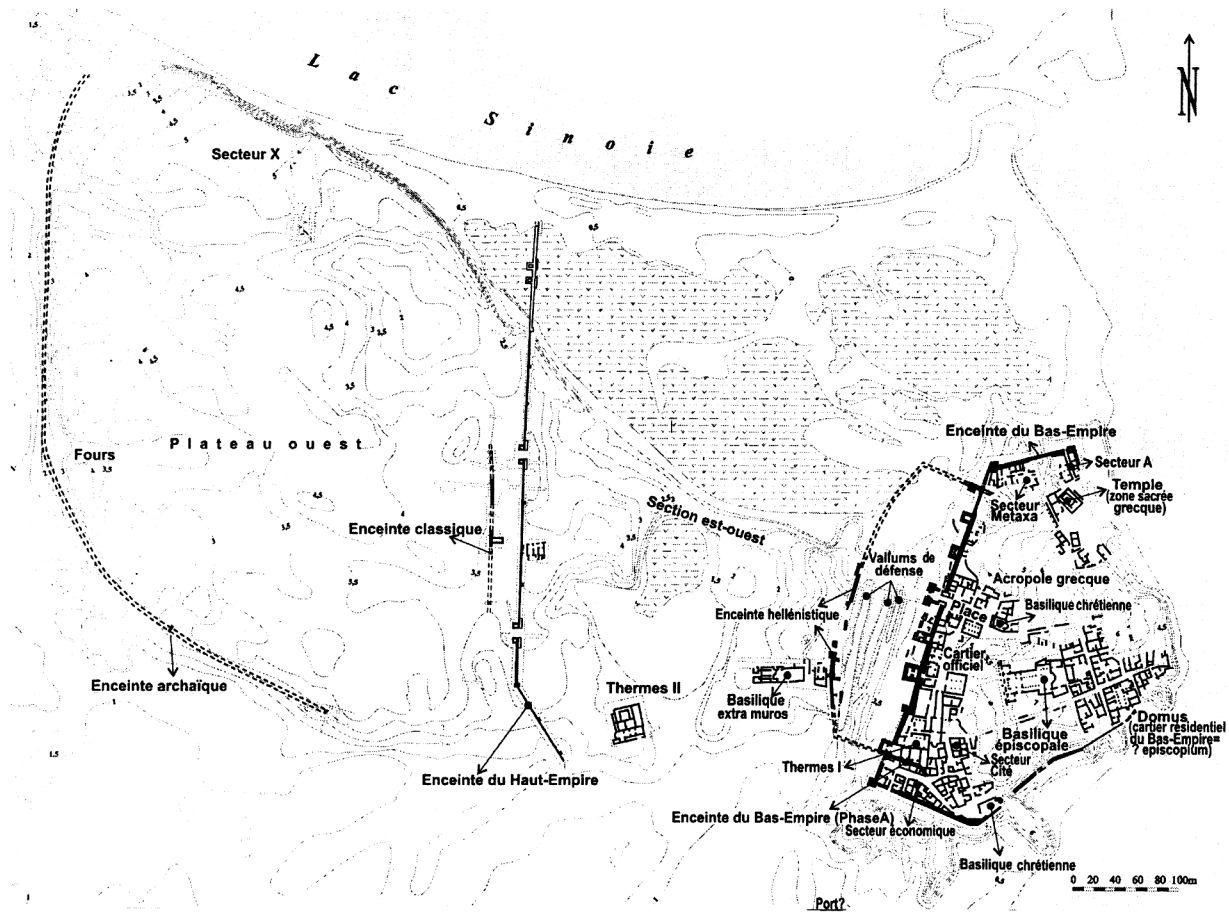 Lac Sinoie
N
Secteur X
Plateau ouest
Fours
Enceinte classique
Section est-ouest
Enceinte archaïque
Enceinte du Haut-Empire
Thermes II
Enceinte du Bas-Empire
Secteur A
Temple
(zone sacrée
grecque)
Secteur
Metaxa
Vallums de
défense
Acropole grecque
Place
Basilique chrétienne
Enceinte hellénistique
Cartier
officiel
Basilique
extra muros
Basilique
épiscopale
Domus
(cartier résidentiel
du Bas-Empire=
? episcopium)
Thermes I
Secteur
Cité
Enceinte du Bas-Empire (PhaseA)
Secteur économique
Basilique chrétienne
0 20 40 60 80 100m
Port?